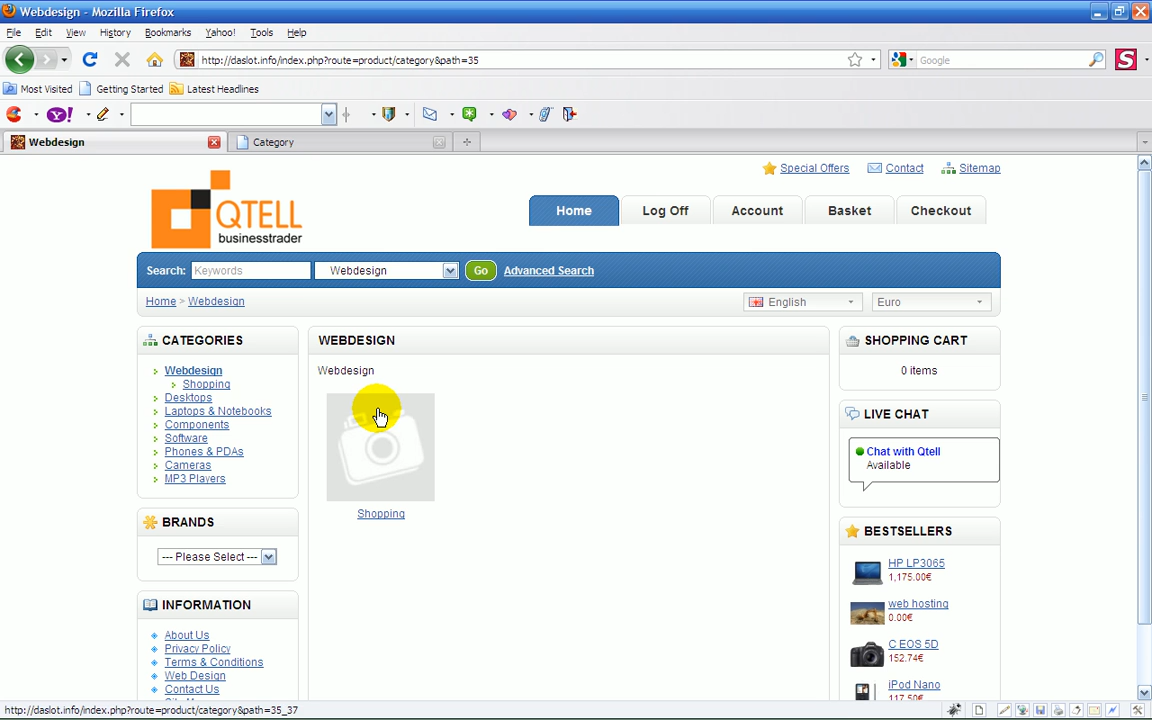 Webdesign - Mozilla Firefox
File Edit View History Bookmarks Yahoo! Tools Help
http://daslot.info/index.php?route=product/category&path=35
Google
S
Most Visited Getting Started Latest Headlines
Y!
Webdesign Category
Special Offers Contact Sitemap
QTELL
businesstrader
Home Log Off Account Basket Checkout
Search: Keywords Webdesign Go Advanced Search
Home > Webdesign English Euro
CATEGORIES
Webdesign
Shopping
Desktops
Laptops & Notebooks
Components
Software
Phones & PDAs
Cameras
MP3 Players
BRANDS
--- Please Select ---
INFORMATION
About Us
Privacy Policy
Terms & Conditions
Web Design
Contact Us
WEBDESIGN
Webdesign
Shopping
SHOPPING CART
0 items
LIVE CHAT
Chat with Qtell
Available
BESTSELLERS
HP LP3065
1,175.00€
web hosting
0.00€
C EOS 5D
152.74€
iPod Nano
117.50€
http://daslot.info/index.php?route=product/category&path=35_37